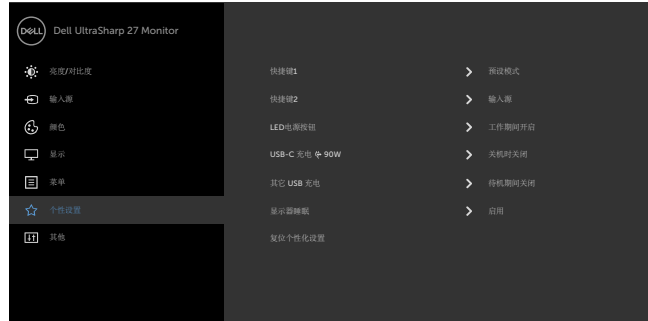 DELL
Dell UltraSharp 27 Monitor
亮度/对比度
快捷键1
预设模式
输入源
快捷键2
输入源
颜色
LED电源按钮
工作期间开启
显示
USB-C 充电 90W
关机时关闭
菜单
其它 USB 充电
待机期间关闭
个性设置
显示器睡眠
启用
其他
复位个性化设置